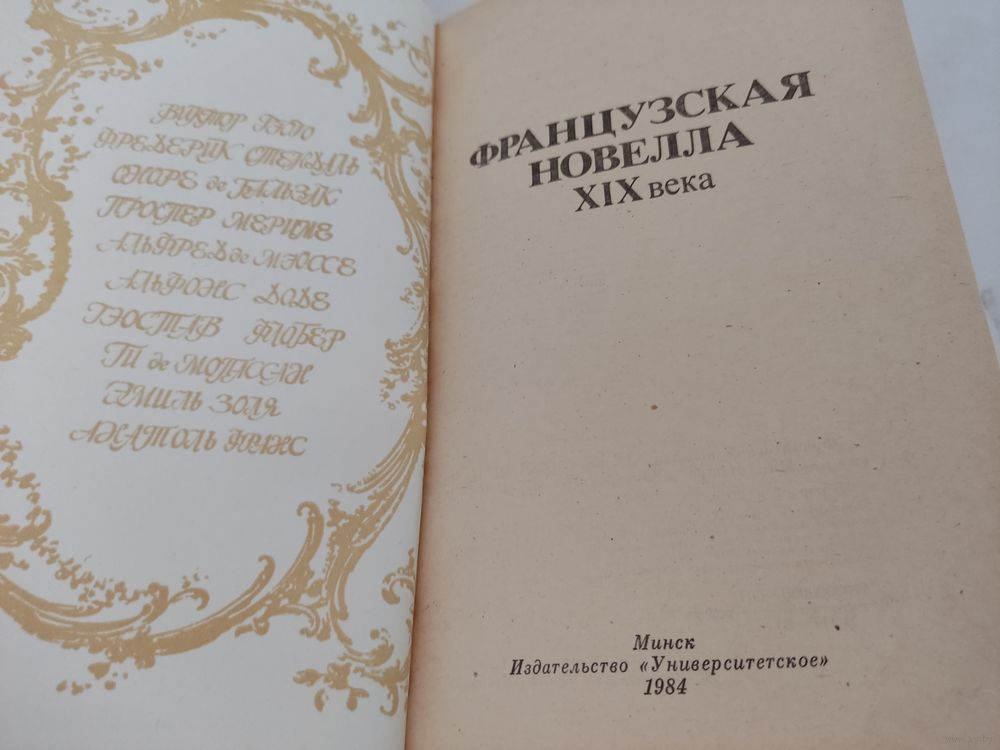 ВИКТОР ГЮГО
ФРЕДЕРИК СТЕНДАЛЬ
ОНОРЕ де БАЛЬЗАК
ПРОСПЕР МЕРИМЕ
АЛЬФРЕД де МЮССЕ
АЛЬФОНС ДОДЕ
ГЮСТАВ ФЛОБЕР
ГИ де МОПАССАН
ЭМИЛЬ ЗОЛЯ
АНАТОЛЬ ФРАНС
ФРАНЦУЗСКАЯ
НОВЕЛЛА
XIX века
Минск
Издательство «Университетское»
1984